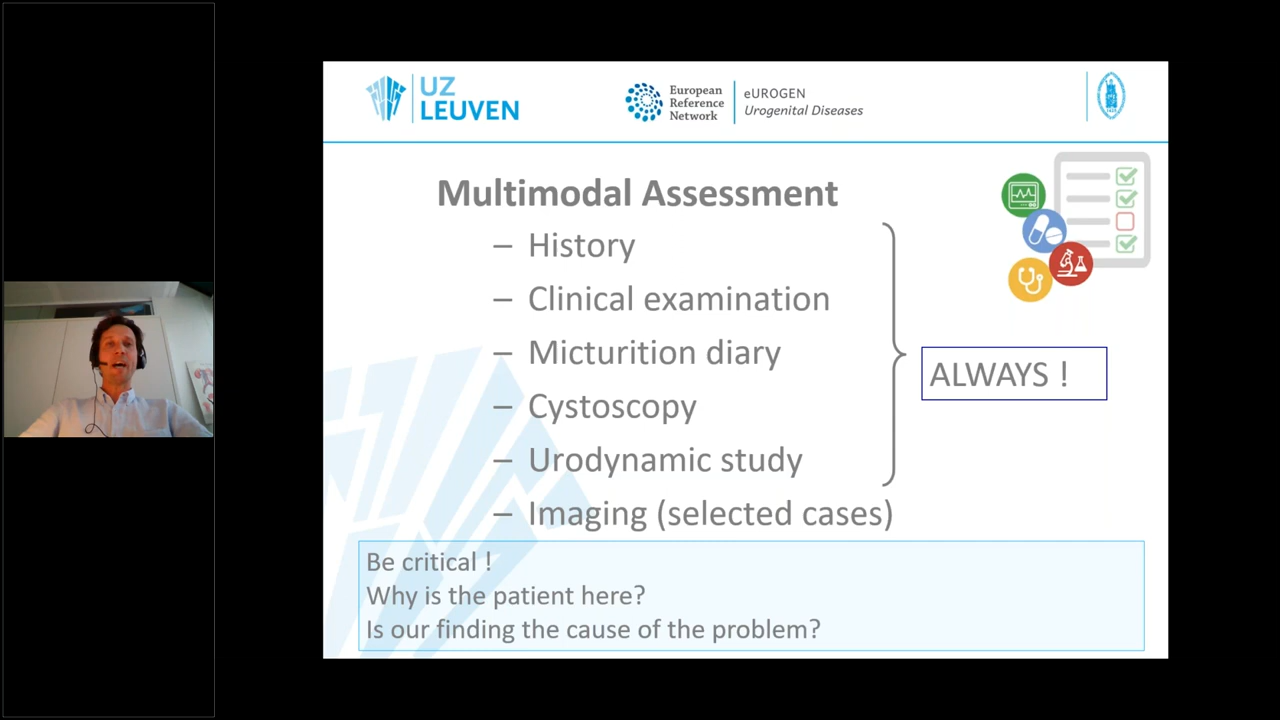 UZ
LEUVEN
European
Reference
Network
eUROGEN
Urogenital Diseases
Multimodal Assessment
– History
– Clinical examination
– Micturition diary
– Cystoscopy
– Urodynamic study
– Imaging (selected cases)
ALWAYS !
Be critical !
Why is the patient here?
Is our finding the cause of the problem?